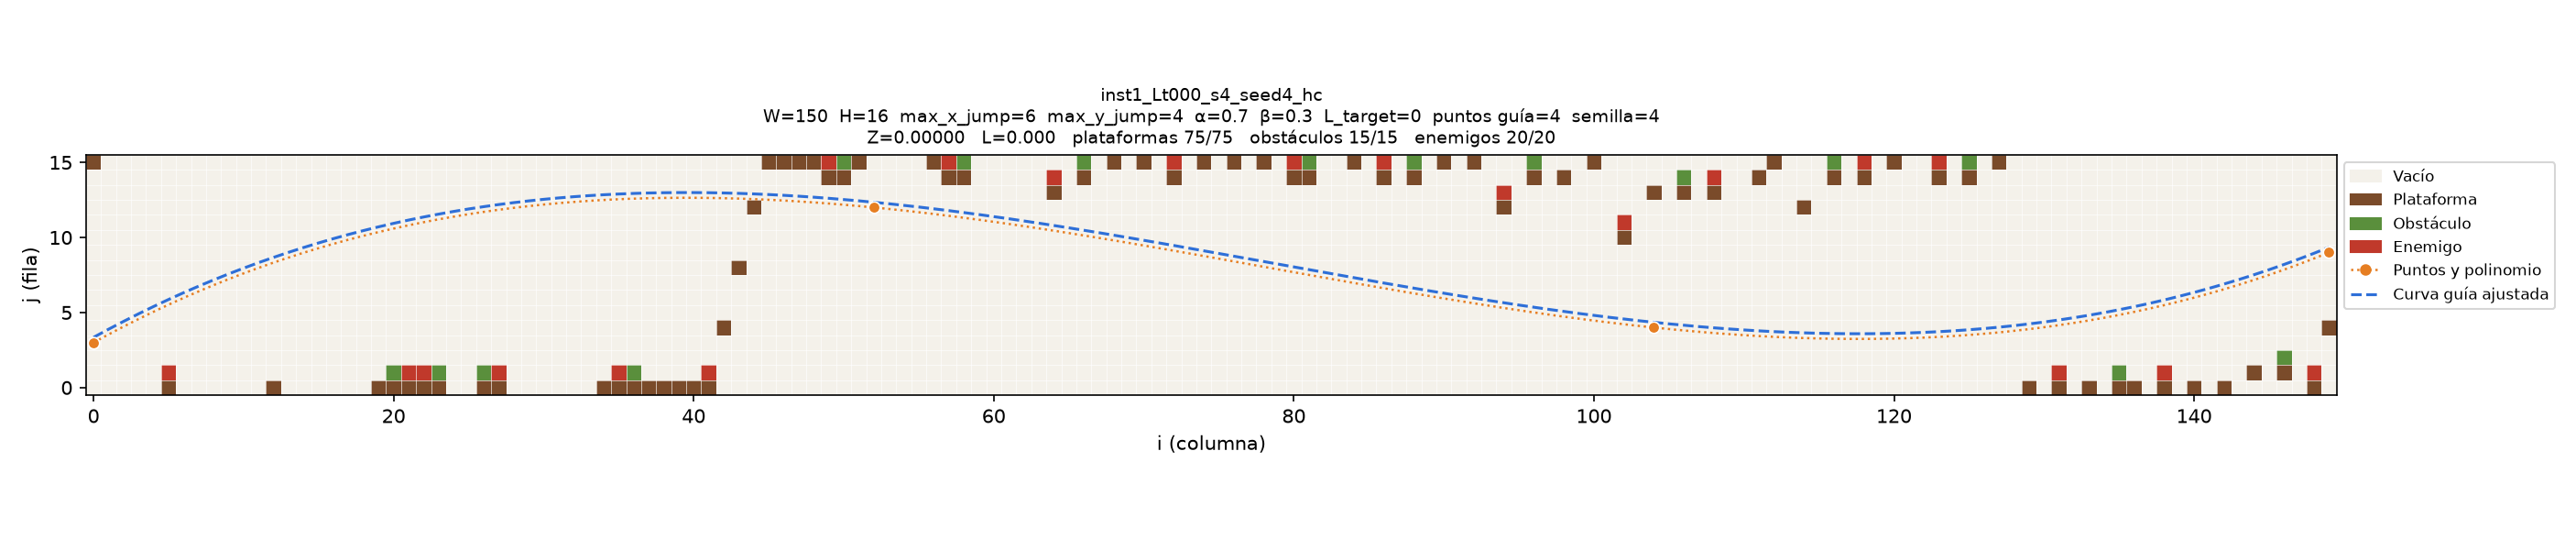 inst1_Lt000_s4_seed4_hc
W=150 H=16 max_x_jump=6 max_y_jump=4 α=0.7 β=0.3 L_target=0 puntos guía=4 semilla=4
Z=0.00000 L=0.000 plataformas 75/75 obstáculos 15/15 enemigos 20/20
j (fila)
15
10
5
0
0 20 40 60 80 100 120 140
i (columna)
Vacío
Plataforma
Obstáculo
Enemigo
Puntos y polinomio
Curva guía ajustada